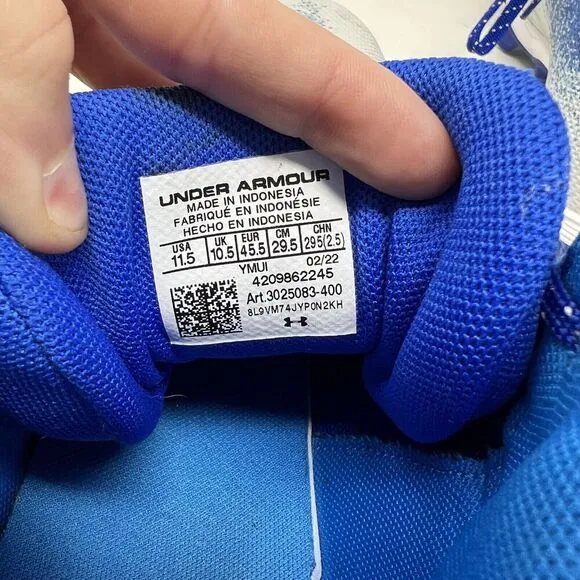 UNDER ARMOUR
MADE IN INDONESIA
FABRIQUÉ EN INDONÉSIE
HECHO EN INDONESIA
USA UK EUR CM CHN
11.5 10.5 45.5 29.5 295(2.5)
YMUI 02/22
4209862245
Art.3025083-400
8L9VM74JYP0N2KH